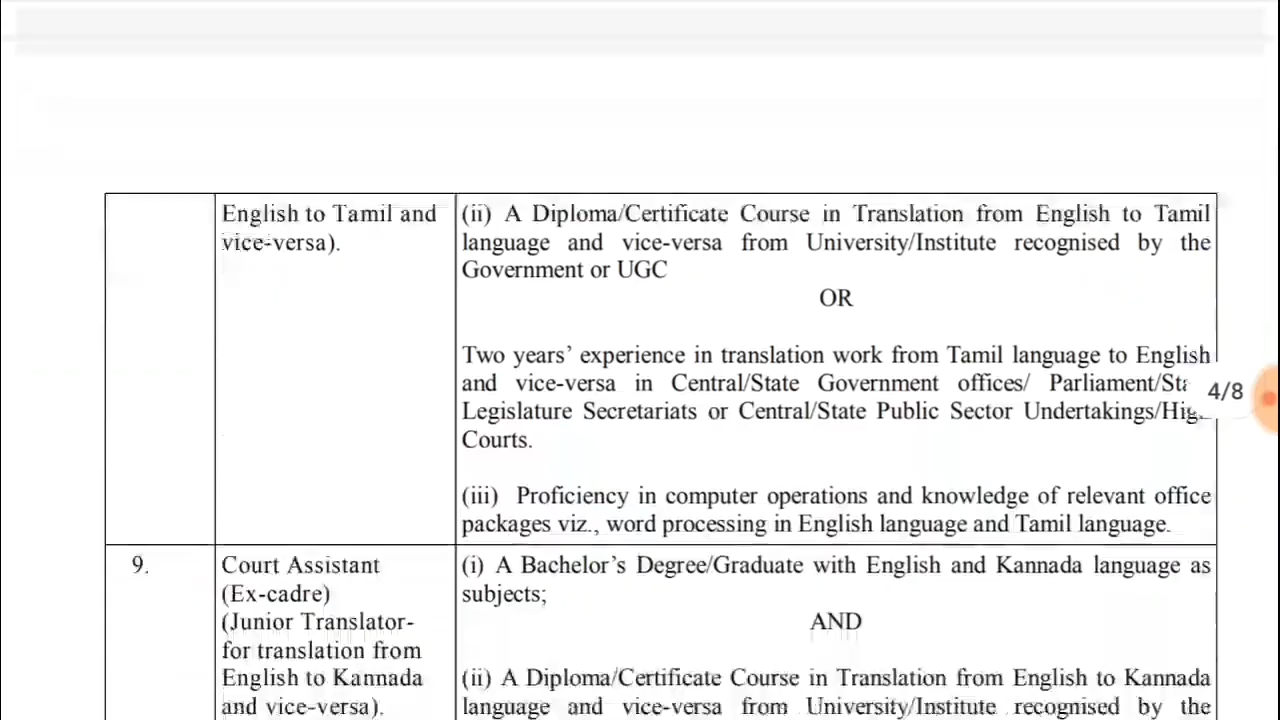 English to Tamil and
vice-versa).
(ii) A Diploma/Certificate Course in Translation from English to Tamil
language and vice-versa from University/Institute recognised by the
Government or UGC
OR
Two years’ experience in translation work from Tamil language to English
and vice-versa in Central/State Government offices/ Parliament/Sta
Legislature Secretariats or Central/State Public Sector Undertakings/Hig
Courts.
(iii) Proficiency in computer operations and knowledge of relevant office
packages viz., word processing in English language and Tamil language.
4/8
9.
Court Assistant
(Ex-cadre)
(Junior Translator-
for translation from
English to Kannada
and vice-versa).
(i) A Bachelor’s Degree/Graduate with English and Kannada language as
subjects;
AND
(ii) A Diploma/Certificate Course in Translation from English to Kannada
language and vice-versa from University/Institute recognised by the